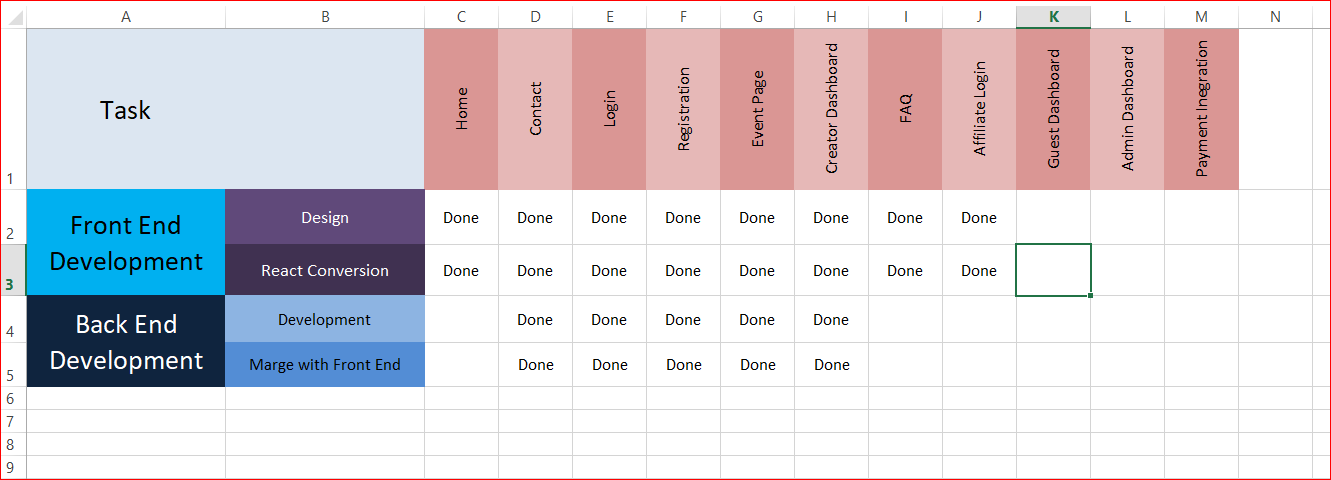 A B C D E F G H I J K L M N
1 Task Home Contact Login Registration Event Page Creator Dashboard FAQ Affiliate Login Guest Dashboard Admin Dashboard Payment Inegration
2 Front End Development Design Done Done Done Done Done Done Done Done
3 React Conversion Done Done Done Done Done Done Done Done
4 Back End Development Development Done Done Done Done Done
5 Marge with Front End Done Done Done Done Done
6
7
8
9